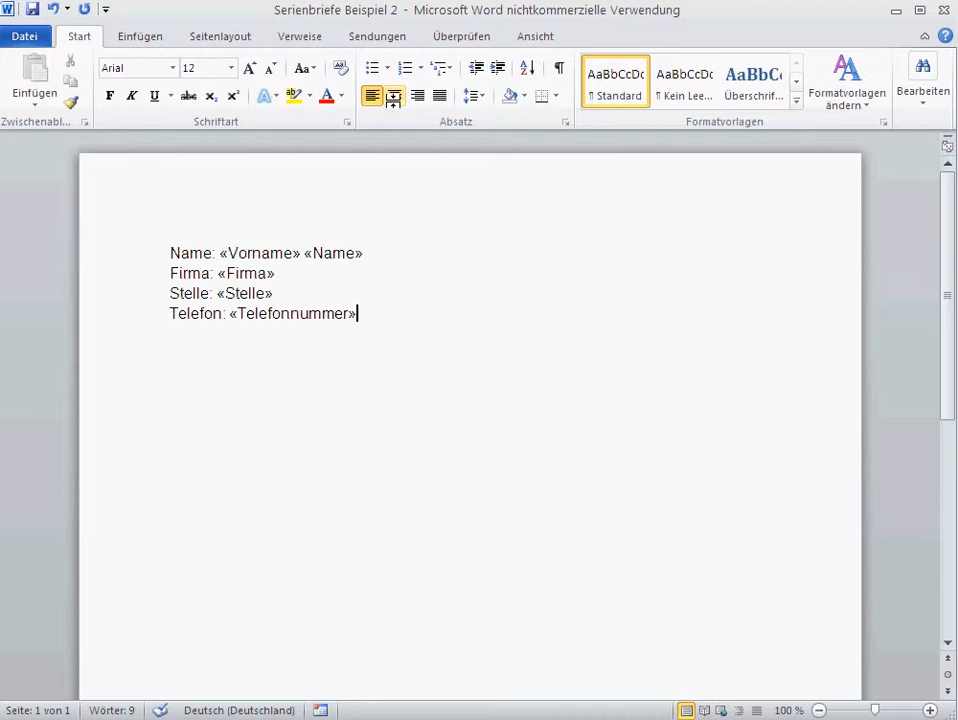 Serienbriefe Beispiel 2 - Microsoft Word nichtkommerzielle Verwendung
Datei Start Einfügen Seitenlayout Verweise Sendungen Überprüfen Ansicht
Arial 12
Einfügen
Zwischenabl... Schriftart Absatz Formatvorlagen
AaBbCcDc AaBbCcDc AaBbC
¶ Standard ¶ Kein Lee... Überschrif...
Formatvorlagen ändern
Bearbeiten
Name: «Vorname» «Name»
Firma: «Firma»
Stelle: «Stelle»
Telefon: «Telefonnummer»
Seite: 1 von 1 Wörter: 9 Deutsch (Deutschland) 100 %